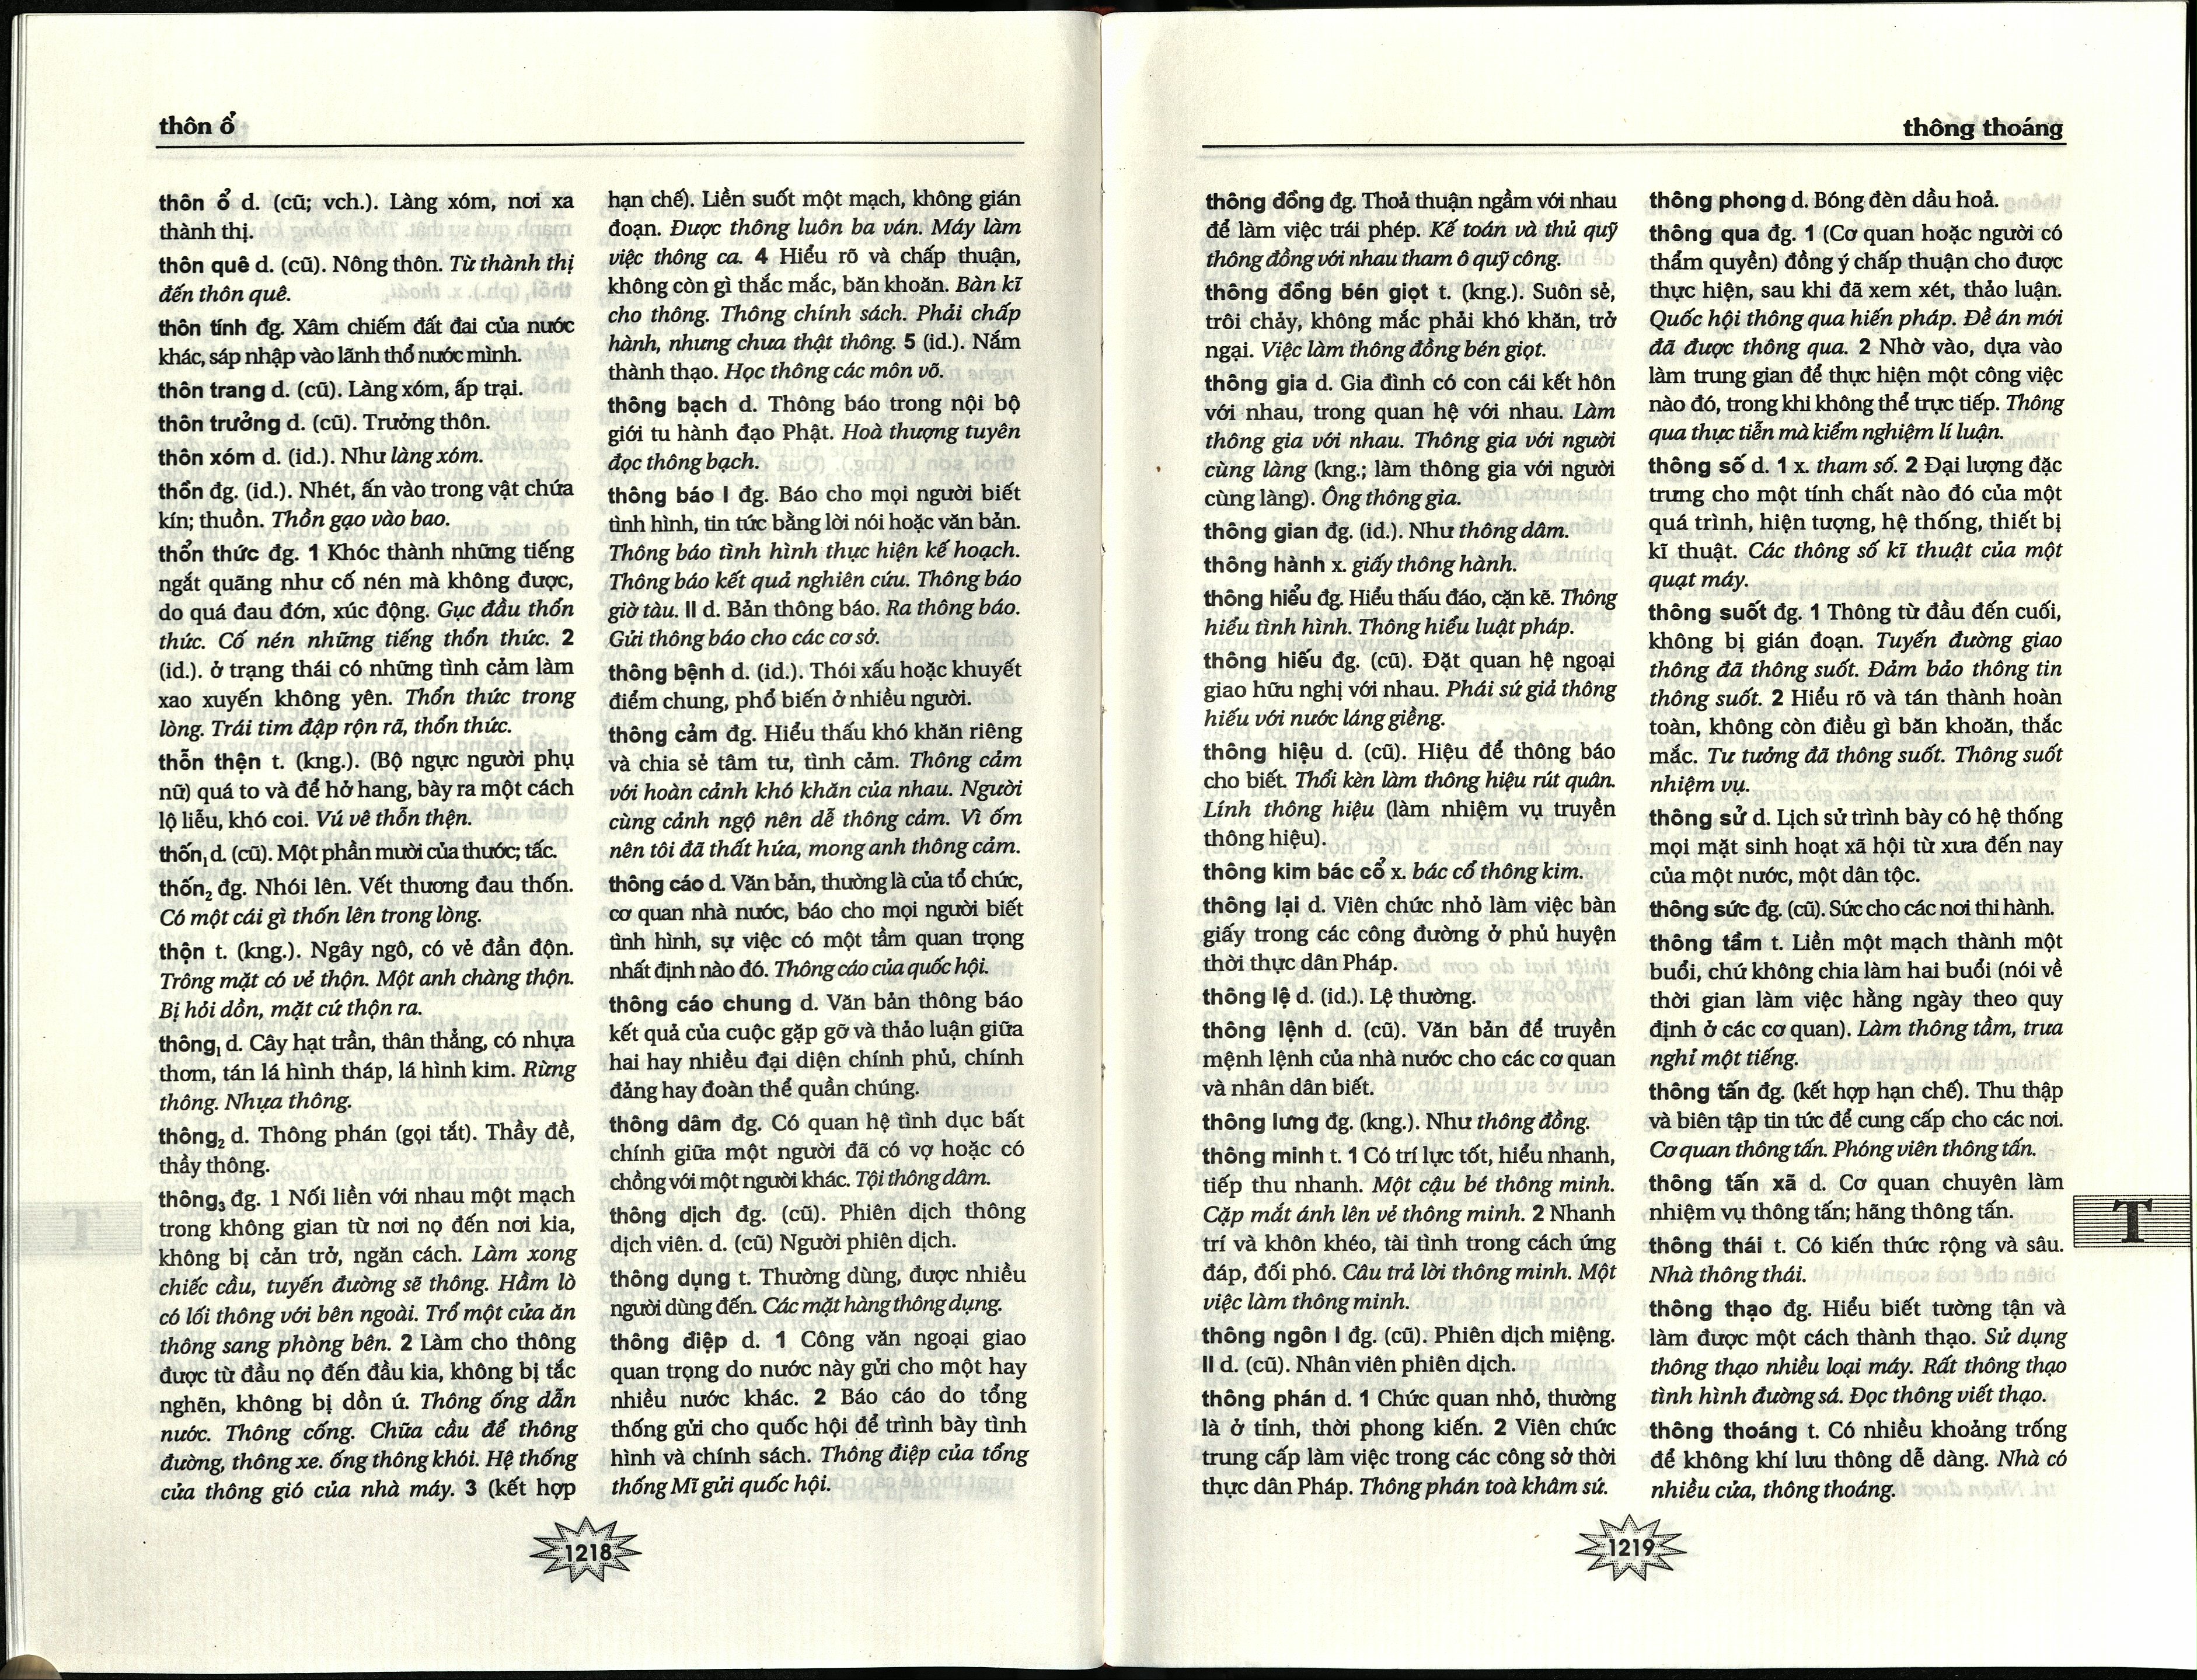 thôn ổ
thôn ổ d. (cũ; vch.). Làng xóm, nơi xa
thành thị.
thôn quê d. (cũ). Nông thôn. Từ thành thị
đến thôn quê.
thôn tính đg. Xâm chiếm đất đai của nước
khác, sáp nhập vào lãnh thổ nước mình.
thôn trang d. (cũ). Làng xóm, ấp trại.
thôn trưởng d. (cũ). Trưởng thôn.
thôn xóm d. (id.). Như làng xóm.
thồn đg. (id.). Nhét, ấn vào trong vật chứa
kín; thuồn. Thồn gạo vào bao.
thổn thức đg. 1 Khóc thành những tiếng
ngắt quãng như cố nén mà không được,
do quá đau đớn, xúc động. Gục đầu thổn
thức. Cố nén những tiếng thổn thức. 2
(id.). ở trạng thái có những tình cảm làm
xao xuyến không yên. Thổn thức trong
lòng. Trái tim đập rộn rã, thổn thức.
thỗn thện t. (kng.). (Bộ ngực người phụ
nữ) quá to và để hở hang, bày ra một cách
lộ liễu, khó coi. Vú vê thỗn thện.
thốn₁ d. (cũ). Một phần mười của thước; tấc.
thốn₂ đg. Nhói lên. Vết thương đau thốn.
Có một cái gì thốn lên trong lòng.
thộn t. (kng.). Ngây ngô, có vẻ đần độn.
Trông mặt có vẻ thộn. Một anh chàng thộn.
Bị hỏi dồn, mặt cứ thộn ra.
thông₁ d. Cây hạt trần, thân thẳng, có nhựa
thơm, tán lá hình tháp, lá hình kim. Rừng
thông. Nhựa thông.
thông₂ d. Thông phán (gọi tắt). Thầy đề,
thầy thông.
thông₃ đg. 1 Nối liền với nhau một mạch
trong không gian từ nơi nọ đến nơi kia,
không bị cản trở, ngăn cách. Làm xong
chiếc cầu, tuyến đường sẽ thông. Hầm lò
có lối thông với bên ngoài. Trổ một cửa ăn
thông sang phòng bên. 2 Làm cho thông
được từ đầu nọ đến đầu kia, không bị tắc
nghẽn, không bị dồn ứ. Thông ống dẫn
nước. Thông cống. Chữa cầu để thông
đường, thông xe. ống thông khói. Hệ thống
cửa thông gió của nhà máy. 3 (kết hợp
hạn chế). Liền suốt một mạch, không gián
đoạn. Được thông luôn ba ván. Máy làm
việc thông ca. 4 Hiểu rõ và chấp thuận,
không còn gì thắc mắc, băn khoăn. Bàn kĩ
cho thông. Thông chính sách. Phải chấp
hành, nhưng chưa thật thông. 5 (id.). Nắm
thành thạo. Học thông các môn võ.
thông bạch d. Thông báo trong nội bộ
giới tu hành đạo Phật. Hoà thượng tuyên
đọc thông bạch.
thông báo I đg. Báo cho mọi người biết
tình hình, tin tức bằng lời nói hoặc văn bản.
Thông báo tình hình thực hiện kế hoạch.
Thông báo kết quả nghiên cứu. Thông báo
giờ tàu. II d. Bản thông báo. Ra thông báo.
Gửi thông báo cho các cơ sở.
thông bệnh d. (id.). Thói xấu hoặc khuyết
điểm chung, phổ biến ở nhiều người.
thông cảm đg. Hiểu thấu khó khăn riêng
và chia sẻ tâm tư, tình cảm. Thông cảm
với hoàn cảnh khó khăn của nhau. Người
cùng cảnh ngộ nên dễ thông cảm. Vì ốm
nên tôi đã thất hứa, mong anh thông cảm.
thông cáo d. Văn bản, thường là của tổ chức,
cơ quan nhà nước, báo cho mọi người biết
tình hình, sự việc có một tầm quan trọng
nhất định nào đó. Thông cáo của quốc hội.
thông cáo chung d. Văn bản thông báo
kết quả của cuộc gặp gỡ và thảo luận giữa
hai hay nhiều đại diện chính phủ, chính
đảng hay đoàn thể quần chúng.
thông dâm đg. Có quan hệ tình dục bất
chính giữa một người đã có vợ hoặc có
chồng với một người khác. Tội thông dâm.
thông dịch đg. (cũ). Phiên dịch thông
dịch viên. d. (cũ) Người phiên dịch.
thông dụng t. Thường dùng, được nhiều
người dùng đến. Các mặt hàng thông dụng.
thông điệp d. 1 Công văn ngoại giao
quan trọng do nước này gửi cho một hay
nhiều nước khác. 2 Báo cáo do tổng
thống gửi cho quốc hội để trình bày tình
hình và chính sách. Thông điệp của tổng
thống Mĩ gửi quốc hội.
1218
thông thoáng
thông đồng đg. Thoả thuận ngầm với nhau
để làm việc trái phép. Kế toán và thủ quỹ
thông đồng với nhau tham ô quỹ công.
thông đồng bén giọt t. (kng.). Suôn sẻ,
trôi chảy, không mắc phải khó khăn, trở
ngại. Việc làm thông đồng bén giọt.
thông gia d. Gia đình có con cái kết hôn
với nhau, trong quan hệ với nhau. Làm
thông gia với nhau. Thông gia với người
cùng làng (kng.; làm thông gia với người
cùng làng). Ông thông gia.
thông gian đg. (id.). Như thông dâm.
thông hành x. giấy thông hành.
thông hiểu đg. Hiểu thấu đáo, cặn kẽ. Thông
hiểu tình hình. Thông hiểu luật pháp.
thông hiếu đg. (cũ). Đặt quan hệ ngoại
giao hữu nghị với nhau. Phái sứ giả thông
hiếu với nước láng giềng.
thông hiệu d. (cũ). Hiệu để thông báo
cho biết. Thổi kèn làm thông hiệu rút quân.
Lính thông hiệu (làm nhiệm vụ truyền
thông hiệu).
thông kim bác cổ x. bác cổ thông kim.
thông lại d. Viên chức nhỏ làm việc bàn
giấy trong các công đường ở phủ huyện
thời thực dân Pháp.
thông lệ d. (id.). Lệ thường.
thông lệnh d. (cũ). Văn bản để truyền
mệnh lệnh của nhà nước cho các cơ quan
và nhân dân biết.
thông lưng đg. (kng.). Như thông đồng.
thông minh t. 1 Có trí lực tốt, hiểu nhanh,
tiếp thu nhanh. Một cậu bé thông minh.
Cặp mắt ánh lên vẻ thông minh. 2 Nhanh
trí và khôn khéo, tài tình trong cách ứng
đáp, đối phó. Câu trả lời thông minh. Một
việc làm thông minh.
thông ngôn I đg. (cũ). Phiên dịch miệng.
II d. (cũ). Nhân viên phiên dịch.
thông phán d. 1 Chức quan nhỏ, thường
là ở tỉnh, thời phong kiến. 2 Viên chức
trung cấp làm việc trong các công sở thời
thực dân Pháp. Thông phán toà khâm sứ.
thông phong d. Bóng đèn dầu hoả.
thông qua đg. 1 (Cơ quan hoặc người có
thẩm quyền) đồng ý chấp thuận cho được
thực hiện, sau khi đã xem xét, thảo luận.
Quốc hội thông qua hiến pháp. Đề án mới
đã được thông qua. 2 Nhờ vào, dựa vào
làm trung gian để thực hiện một công việc
nào đó, trong khi không thể trực tiếp. Thông
qua thực tiễn mà kiểm nghiệm lí luận.
thông số d. 1 x. tham số. 2 Đại lượng đặc
trưng cho một tính chất nào đó của một
quá trình, hiện tượng, hệ thống, thiết bị
kĩ thuật. Các thông số kĩ thuật của một
quạt máy.
thông suốt đg. 1 Thông từ đầu đến cuối,
không bị gián đoạn. Tuyến đường giao
thông đã thông suốt. Đảm bảo thông tin
thông suốt. 2 Hiểu rõ và tán thành hoàn
toàn, không còn điều gì băn khoăn, thắc
mắc. Tư tưởng đã thông suốt. Thông suốt
nhiệm vụ.
thông sử d. Lịch sử trình bày có hệ thống
mọi mặt sinh hoạt xã hội từ xưa đến nay
của một nước, một dân tộc.
thông sức đg. (cũ). Sức cho các nơi thi hành.
thông tầm t. Liền một mạch thành một
buổi, chứ không chia làm hai buổi (nói về
thời gian làm việc hằng ngày theo quy
định ở các cơ quan). Làm thông tầm, trưa
nghỉ một tiếng.
thông tấn đg. (kết hợp hạn chế). Thu thập
và biên tập tin tức để cung cấp cho các nơi.
Cơ quan thông tấn. Phóng viên thông tấn.
thông tấn xã d. Cơ quan chuyên làm
nhiệm vụ thông tấn; hãng thông tấn.
thông thái t. Có kiến thức rộng và sâu.
Nhà thông thái.
thông thạo đg. Hiểu biết tường tận và
làm được một cách thành thạo. Sử dụng
thông thạo nhiều loại máy. Rất thông thạo
tình hình đường sá. Đọc thông viết thạo.
thông thoáng t. Có nhiều khoảng trống
để không khí lưu thông dễ dàng. Nhà có
nhiều cửa, thông thoáng.
T
1219